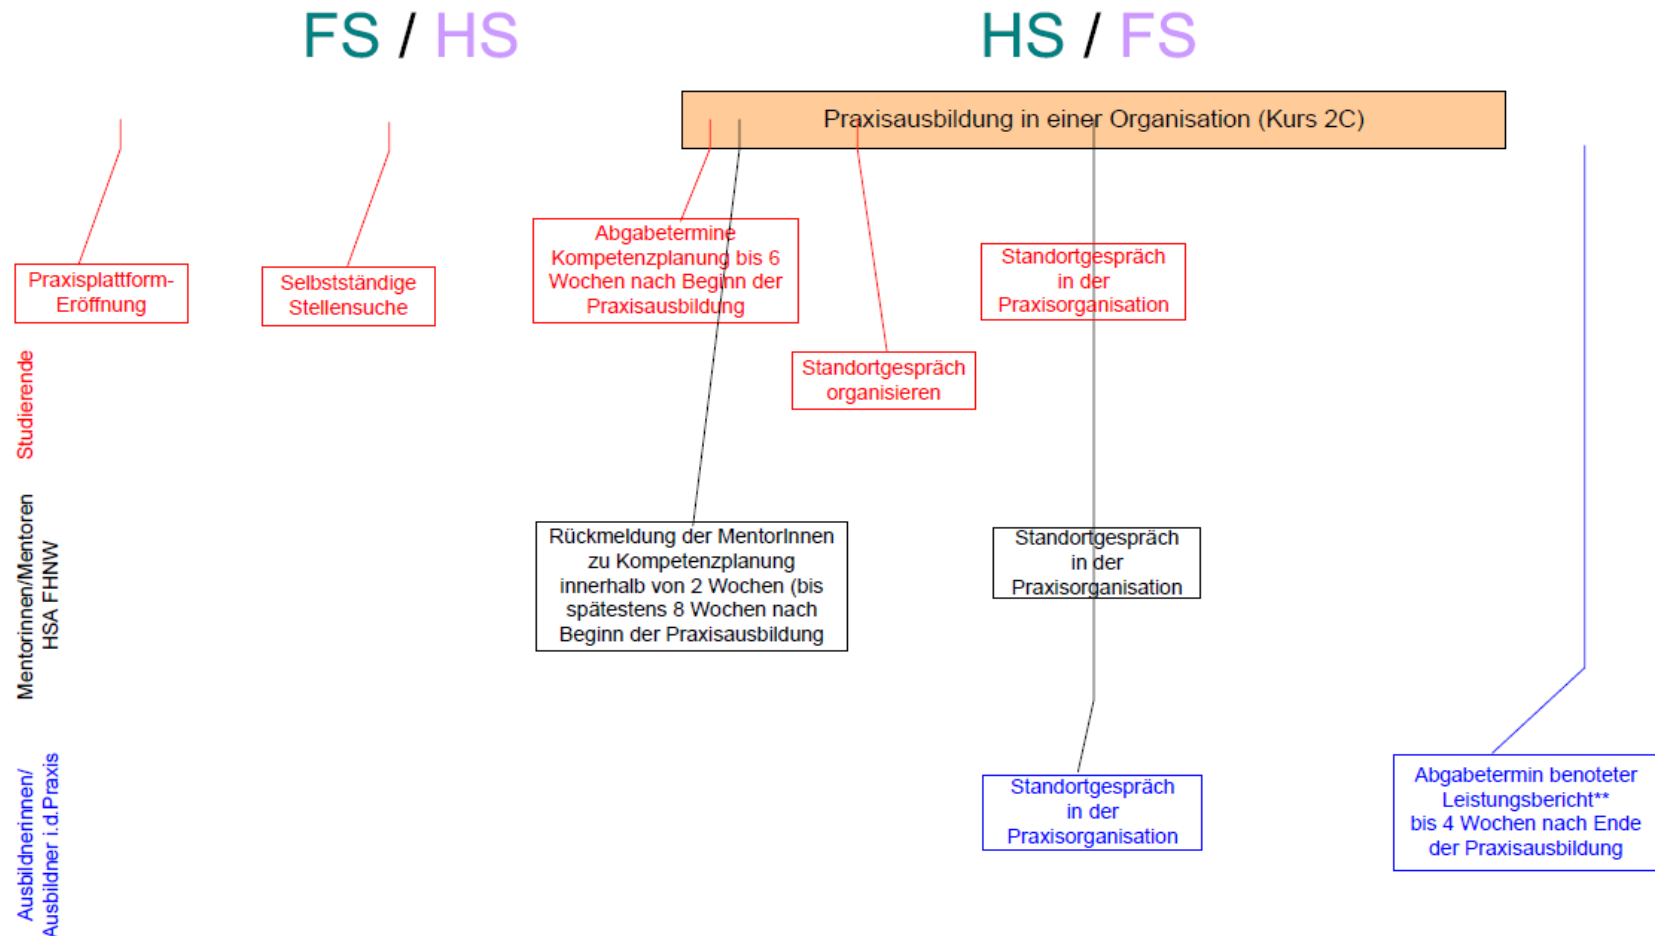 FS / HS
HS / FS
Praxisausbildung in einer Organisation (Kurs 2C)
Praxisplattform-
Eröffnung
Selbstständige
Stellensuche
Abgabetermine
Kompetenzplanung bis 6
Wochen nach Beginn der
Praxisausbildung
Standortgespräch
in der
Praxisorganisation
Standortgespräch
organisieren
Studierende
Mentorinnen/Mentoren
HSA FHNW
Rückmeldung der MentorInnen
zu Kompetenzplanung
innerhalb von 2 Wochen (bis
spätestens 8 Wochen nach
Beginn der Praxisausbildung
Standortgespräch
in der
Praxisorganisation
Ausbildnerinnen/
Ausbildner i.d.Praxis
Standortgespräch
in der
Praxisorganisation
Abgabetermin benoteter
Leistungsbericht**
bis 4 Wochen nach Ende
der Praxisausbildung